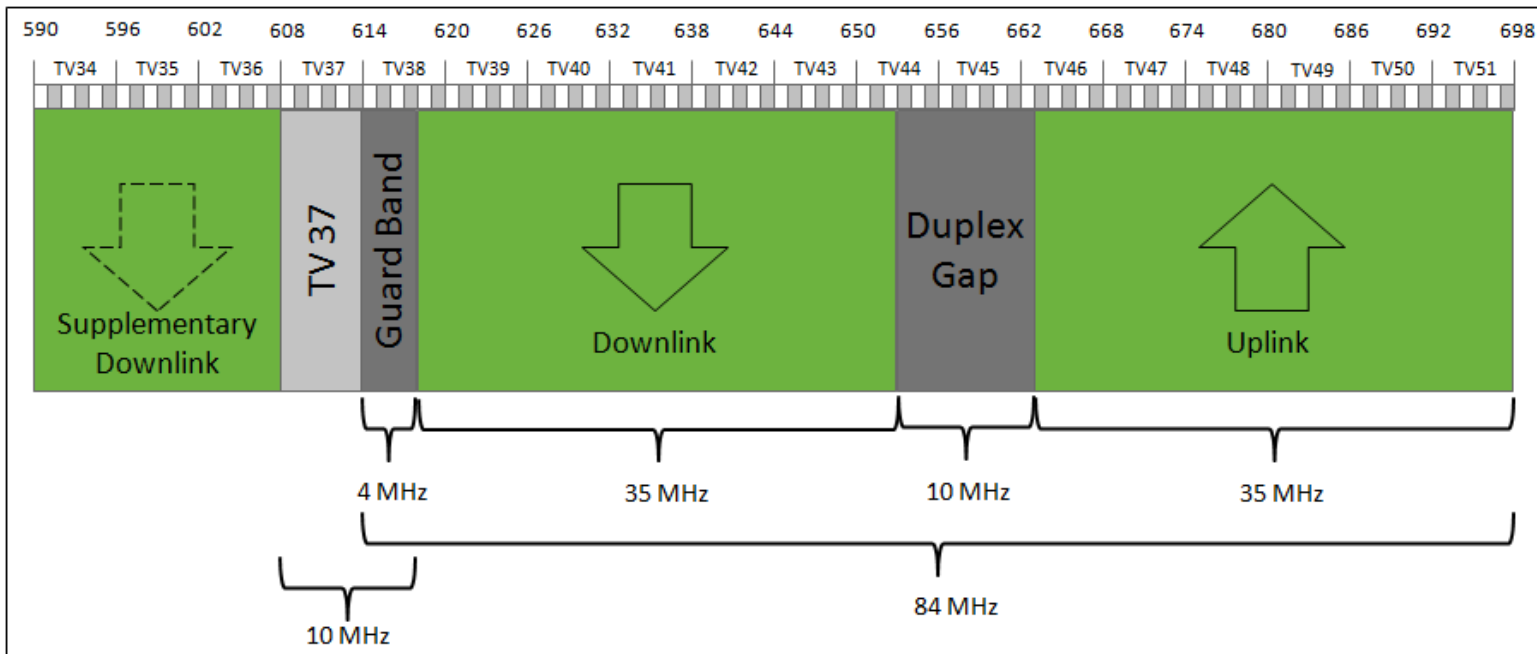 590 596 602 608 614 620 626 632 638 644 650 656 662 668 674 680 686 692 698
TV34 TV35 TV36 TV37 TV38 TV39 TV40 TV41 TV42 TV43 TV44 TV45 TV46 TV47 TV48 TV49 TV50 TV51
Supplementary
Downlink
TV 37
Guard Band
Downlink
Duplex
Gap
Uplink
4 MHz 35 MHz 10 MHz 35 MHz
84 MHz
10 MHz